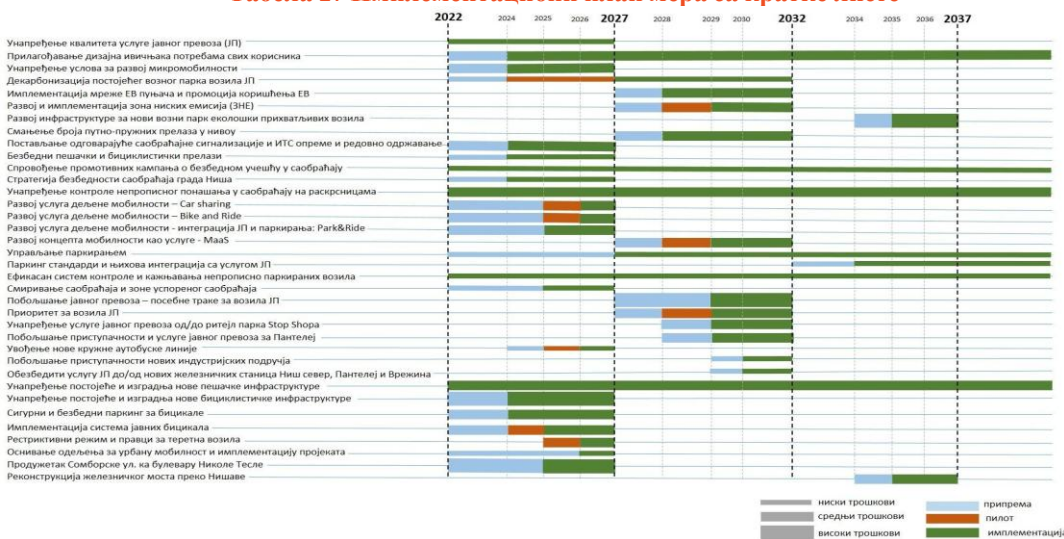 2022 2024 2025 2026 2027 2028 2029 2030 2032 2034 2035 2036 2037
Унапређење квалитета услуге јавног превоза (ЈП)
Прилагођавање дизајна ивичњака потребама свих корисника
Унапређење услова за развој микромобилности
Декарбонизација постојећег возног парка возила ЈП
Имплементација мреже ЕВ пуњача и промоција коришћења ЕВ
Развој и имплементација зона ниских емисија (ЗНЕ)
Развој инфраструктуре за нови возни парк еколошки прихватљивих возила
Смањење броја путно-пружних прелаза у нивоу
Постављање одговарајуће саобраћајне сигнализације и ИТС опреме и редовно одржавање
Безбедни пешачки и бициклистички прелази
Спровођење промотивних кампања о безбедном учешћу у саобраћају
Стратегија безбедности саобраћаја града Ниша
Унапређење контроле непрописног понашања у саобраћају на раскрсницама
Развој услуга дељене мобилности – Car sharing
Развој услуга дељене мобилности – Bike and Ride
Развој услуга дељене мобилности - интеграција ЈП и паркирања: Park&Ride
Развој концепта мобилности као услуге - MaaS
Управљање паркирањем
Паркинг стандарди и њихова интеграција са услугом ЈП
Ефикасан систем контроле и кажњавања непрописно паркираних возила
Смиривање саобраћаја и зоне успореног саобраћаја
Побољшање јавног превоза – посебне траке за возила ЈП
Приоритет за возила ЈП
Унапређење услуге јавног превоза од/до ритејл парка Stop Shopa
Побољшање приступачности и услуге јавног превоза за Пантелеј
Увођење нове кружне аутобуске линије
Побољшање приступачности нових индустријских подручја
Обезбедити услугу ЈП до/од нових железничких станица Ниш север, Пантелеј и Врежина
Унапређење постојеће и изградња нове пешачке инфраструктуре
Унапређење постојеће и изградња нове бициклистичке инфраструктуре
Сигурни и безбедни паркинг за бицикале
Имплементација система јавних бицикала
Рестриктивни режим и правци за теретна возила
Оснивање одељења за урбану мобилност и имплементацију пројеката
Продужетак Сомборске ул. ка булевару Николе Тесле
Реконструкција железничког моста преко Нишаве
ниски трошкови припрема
средњи трошкови пилот
високи трошкови имплементација